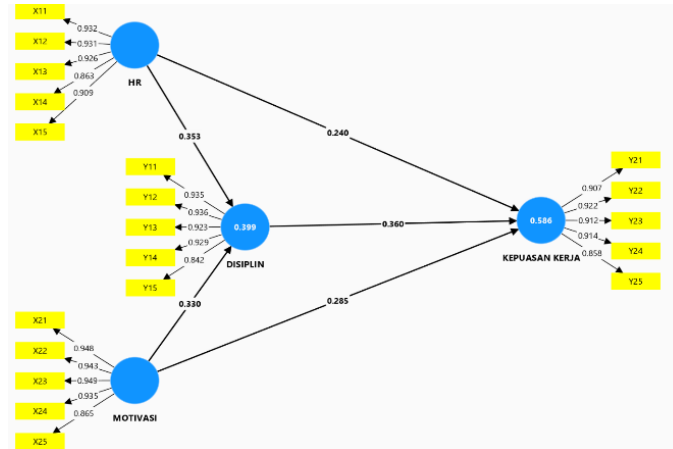 X11
X12
X13
X14
X15
0.932
0.931
0.926
0.863
0.909
HR
0.353
0.240
Y11
Y12
Y13
Y14
Y15
0.935
0.936
0.923
0.929
0.842
0.399
DISIPLIN
0.360
0.330
0.285
0.586
KEPUASAN KERJA
0.907
0.922
0.912
0.914
0.858
Y21
Y22
Y23
Y24
Y25
X21
X22
X23
X24
X25
0.948
0.943
0.949
0.935
0.865
MOTIVASI